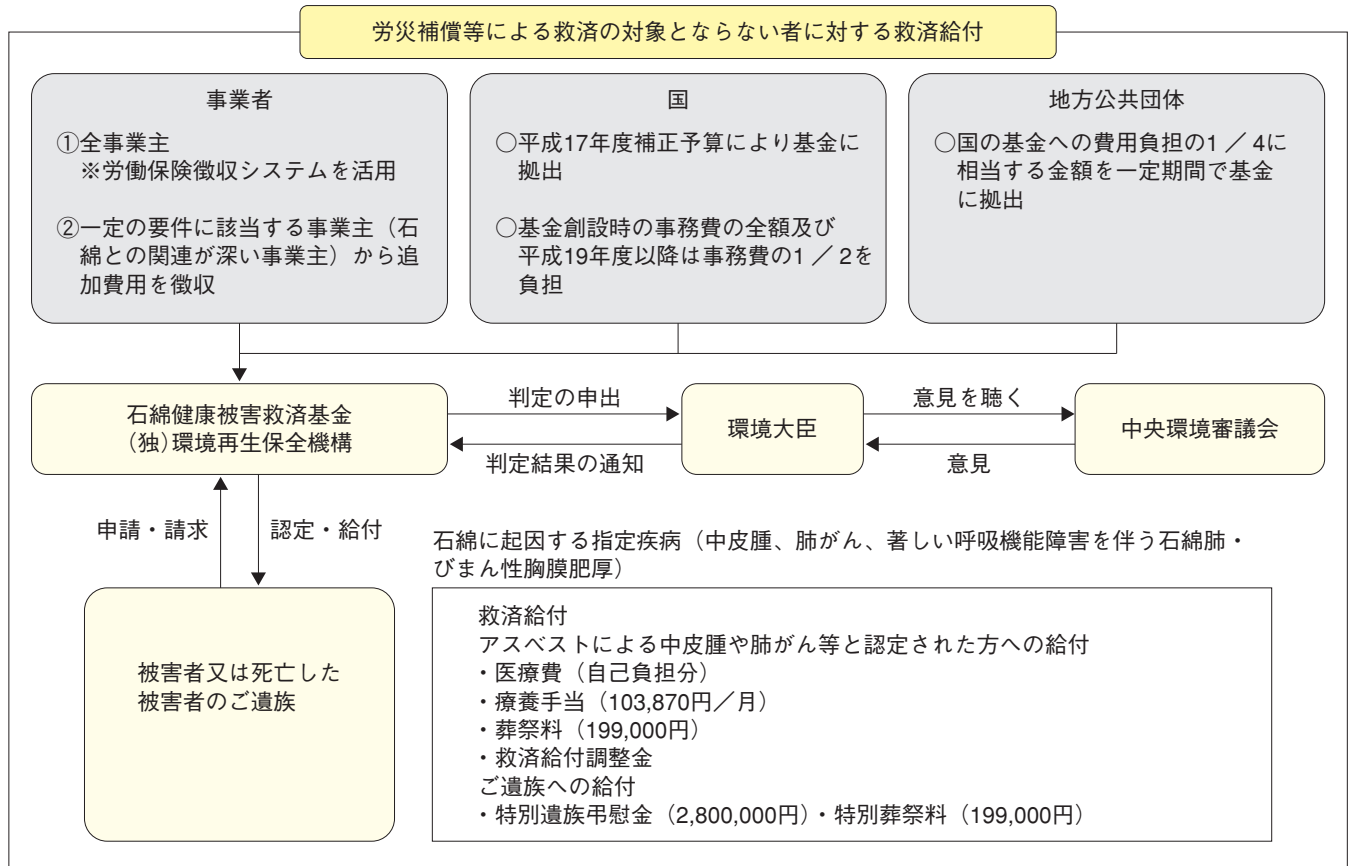 労災補償等による救済の対象とならない者に対する救済給付
事業者
①全事業主
※労働保険徴収システムを活用
②一定の要件に該当する事業主（石
綿との関連が深い事業主）から追
加費用を徴収
国
○平成17年度補正予算により基金に
拠出
○基金創設時の事務費の全額及び
平成19年度以降は事務費の1／2を
負担
地方公共団体
○国の基金への費用負担の1／4に
相当する金額を一定期間で基金
に拠出
石綿健康被害救済基金
（独）環境再生保全機構
判定の申出
判定結果の通知
環境大臣
意見を聴く
意見
中央環境審議会
申請・請求
認定・給付
石綿に起因する指定疾病（中皮腫、肺がん、著しい呼吸機能障害を伴う石綿肺・
びまん性胸膜肥厚）
被害者又は死亡した
被害者のご遺族
救済給付
アスベストによる中皮腫や肺がん等と認定された方への給付
・医療費（自己負担分）
・療養手当（103,870円／月）
・葬祭料（199,000円）
・救済給付調整金
ご遺族への給付
・特別遺族弔慰金（2,800,000円）・特別葬祭料（199,000円）